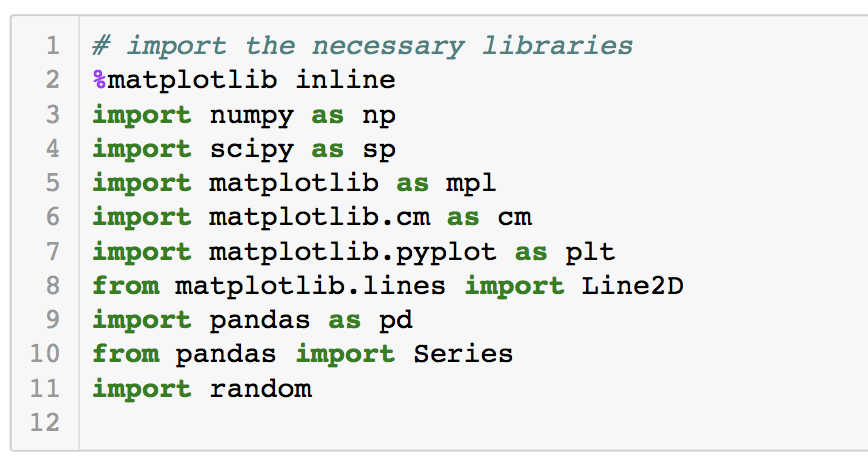 1 # import the necessary libraries
2 %matplotlib inline
3 import numpy as np
4 import scipy as sp
5 import matplotlib as mpl
6 import matplotlib.cm as cm
7 import matplotlib.pyplot as plt
8 from matplotlib.lines import Line2D
9 import pandas as pd
10 from pandas import Series
11 import random
12